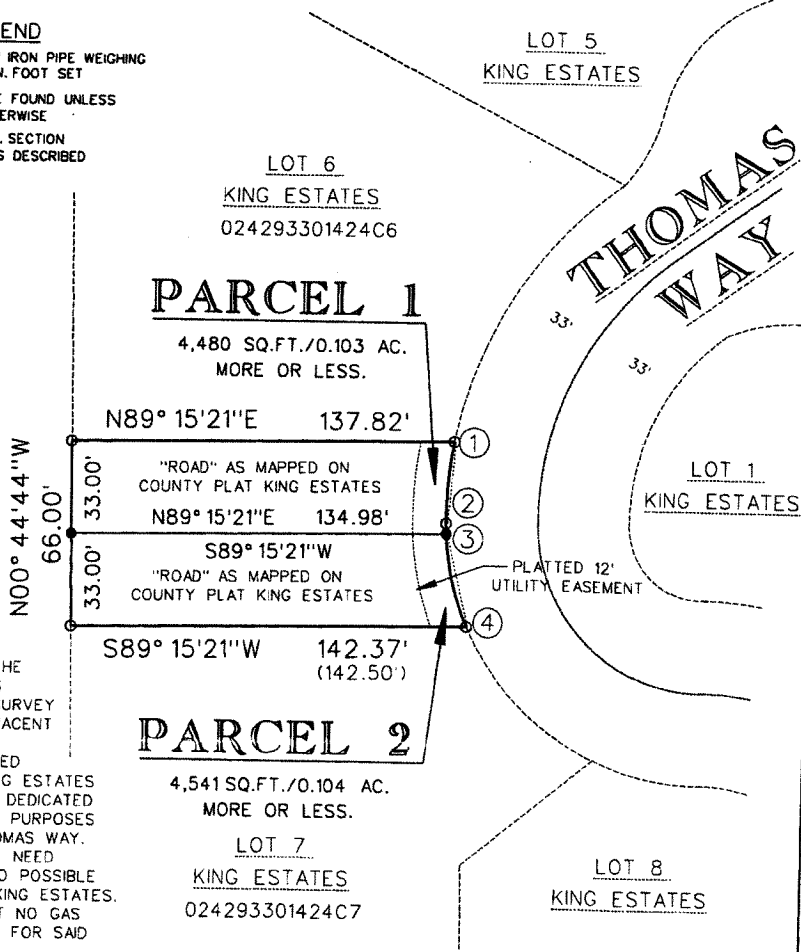 END
IRON PIPE WEIGHING
FOOT SET
FOUND UNLESS
ERWISE
SECTION
DESCRIBED
LOT 5
KING ESTATES
LOT 6
KING ESTATES
024293301424C6
THOMAS
WAY
33'
33'
PARCEL 1
4,480 SQ.FT./0.103 AC.
MORE OR LESS.
N89° 15'21"E 137.82'
1
"ROAD" AS MAPPED ON
COUNTY PLAT KING ESTATES
N89° 15'21"E 134.98'
2
3
N00° 44'44"W
66.00'
33.00'
33.00'
S89° 15'21"W
"ROAD" AS MAPPED ON
COUNTY PLAT KING ESTATES
PLATTED 12'
UTILITY EASEMENT
LOT 1
KING ESTATES
4
S89° 15'21"W 142.37'
(142.50')
HE
URVEY
ACENT
ED
G ESTATES
DEDICATED
PURPOSES
OMAS WAY.
NEED
O POSSIBLE
KING ESTATES.
T NO GAS
FOR SAID
PARCEL 2
4,541 SQ.FT./0.104 AC.
MORE OR LESS.
LOT 7
KING ESTATES
024293301424C7
LOT 8
KING ESTATES